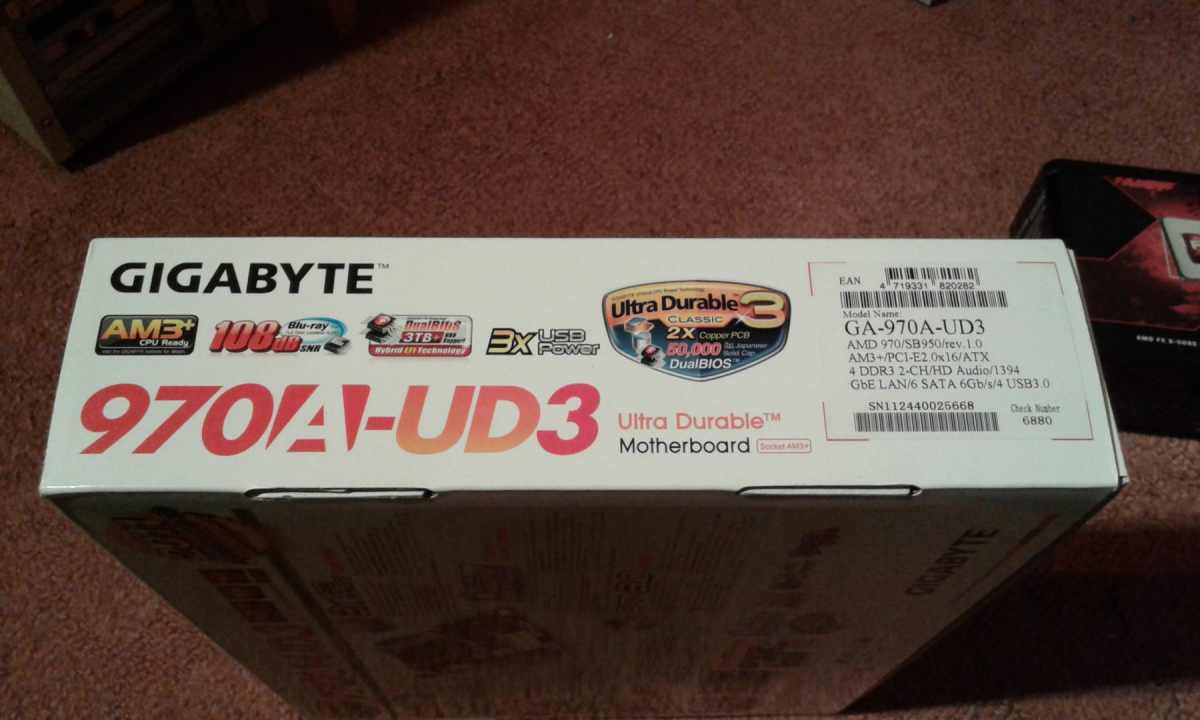 GIGABYTE™
AM3+
CPU Ready
108dB SNR
Blu-ray
DualBIOS
3TB+
Hybrid EFI Technology
3x USB Power
Ultra Durable™ 3
CLASSIC
2X Copper PCB
50,000
DualBIOS™
970A-UD3
Ultra Durable™
Motherboard Socket AM3+
EAN
4 719331 820282
Model Name:
GA-970A-UD3
AMD 970/SB950/rev.1.0
AM3+/PCI-E2.0x16/ATX
4 DDR3 2-CH/HD Audio/1394
GbE LAN/6 SATA 6Gb/s/4 USB3.0
SN112440025668
Check Number
6880
GIGABYTE